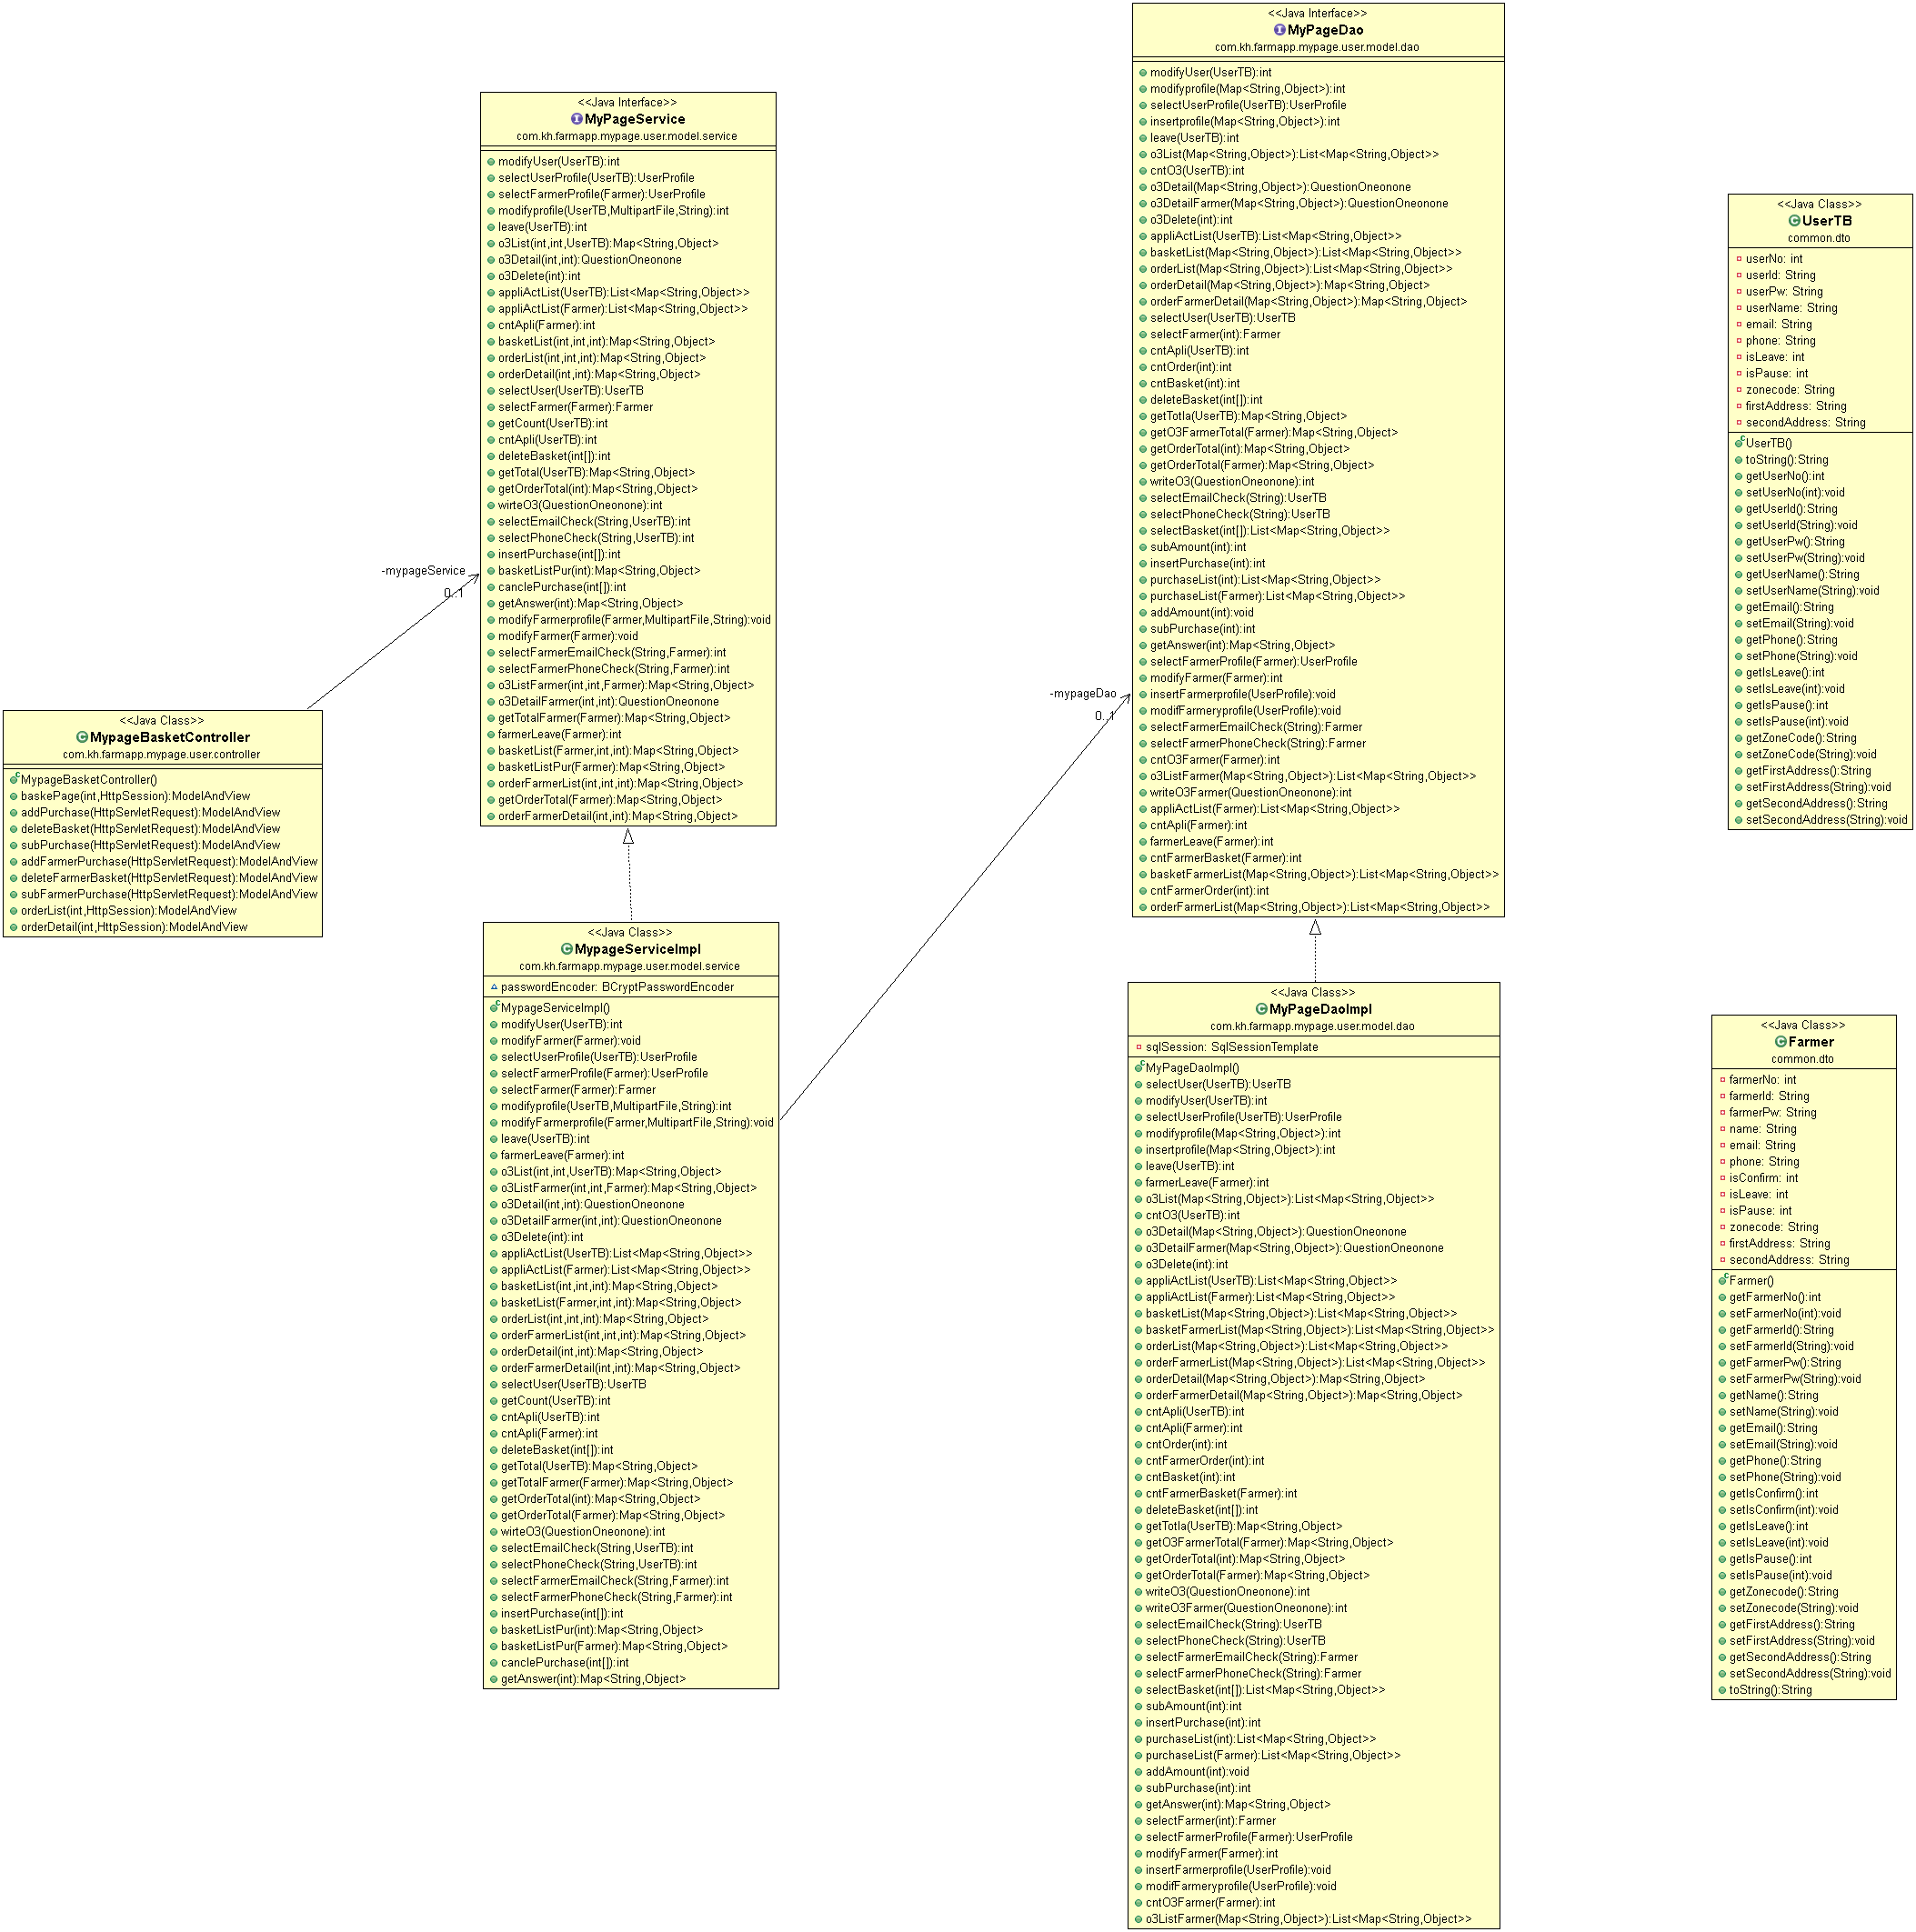 <<Java Interface>>
MyPageService
com.kh.farmapp.mypage.user.model.service
modifyUser(UserTB):int
selectUserProfile(UserTB):UserProfile
selectFarmerProfile(Farmer):UserProfile
modifyprofile(UserTB,MultipartFile,String):int
leave(UserTB):int
o3List(int,int,UserTB):Map<String,Object>
o3Detail(int,int):QuestionOneonone
o3Delete(int):int
appliActList(UserTB):List<Map<String,Object>>
appliActList(Farmer):List<Map<String,Object>>
cntApli(Farmer):int
basketList(int,int,int):Map<String,Object>
orderList(int,int,int):Map<String,Object>
orderDetail(int,int):Map<String,Object>
selectUser(UserTB):UserTB
selectFarmer(Farmer):Farmer
getCount(UserTB):int
cntApli(UserTB):int
deleteBasket(int[]):int
getTotal(UserTB):Map<String,Object>
getOrderTotal(int):Map<String,Object>
wirteO3(QuestionOneonone):int
selectEmailCheck(String,UserTB):int
selectPhoneCheck(String,UserTB):int
insertPurchase(int[]):int
basketListPur(int):Map<String,Object>
canclePurchase(int[]):int
getAnswer(int):Map<String,Object>
modifyFarmerprofile(Farmer,MultipartFile,String):void
modifyFarmer(Farmer):void
selectFarmerEmailCheck(String,Farmer):int
selectFarmerPhoneCheck(String,Farmer):int
o3ListFarmer(int,int,Farmer):Map<String,Object>
o3DetailFarmer(int,int):QuestionOneonone
getTotalFarmer(Farmer):Map<String,Object>
farmerLeave(Farmer):int
basketList(Farmer,int,int):Map<String,Object>
basketListPur(Farmer):Map<String,Object>
orderFarmerList(int,int,int):Map<String,Object>
getOrderTotal(Farmer):Map<String,Object>
orderFarmerDetail(int,int):Map<String,Object>
-mypageService
0..1
<<Java Class>>
MypageBasketController
com.kh.farmapp.mypage.user.controller
MypageBasketController()
baskePage(int,HttpSession):ModelAndView
addPurchase(HttpServletRequest):ModelAndView
deleteBasket(HttpServletRequest):ModelAndView
subPurchase(HttpServletRequest):ModelAndView
addFarmerPurchase(HttpServletRequest):ModelAndView
deleteFarmerBasket(HttpServletRequest):ModelAndView
subFarmerPurchase(HttpServletRequest):ModelAndView
orderList(int,HttpSession):ModelAndView
orderDetail(int,HttpSession):ModelAndView
<<Java Class>>
MypageServiceImpl
com.kh.farmapp.mypage.user.model.service
passwordEncoder: BCryptPasswordEncoder
MypageServiceImpl()
modifyUser(UserTB):int
modifyFarmer(Farmer):void
selectUserProfile(UserTB):UserProfile
selectFarmerProfile(Farmer):UserProfile
selectFarmer(Farmer):Farmer
modifyprofile(UserTB,MultipartFile,String):int
modifyFarmerprofile(Farmer,MultipartFile,String):void
leave(UserTB):int
farmerLeave(Farmer):int
o3List(int,int,UserTB):Map<String,Object>
o3ListFarmer(int,int,Farmer):Map<String,Object>
o3Detail(int,int):QuestionOneonone
o3DetailFarmer(int,int):QuestionOneonone
o3Delete(int):int
appliActList(UserTB):List<Map<String,Object>>
appliActList(Farmer):List<Map<String,Object>>
basketList(int,int,int):Map<String,Object>
basketList(Farmer,int,int):Map<String,Object>
orderList(int,int,int):Map<String,Object>
orderFarmerList(int,int,int):Map<String,Object>
orderDetail(int,int):Map<String,Object>
orderFarmerDetail(int,int):Map<String,Object>
selectUser(UserTB):UserTB
getCount(UserTB):int
cntApli(UserTB):int
cntApli(Farmer):int
deleteBasket(int[]):int
getTotal(UserTB):Map<String,Object>
getTotalFarmer(Farmer):Map<String,Object>
getOrderTotal(int):Map<String,Object>
getOrderTotal(Farmer):Map<String,Object>
wirteO3(QuestionOneonone):int
selectEmailCheck(String,UserTB):int
selectPhoneCheck(String,UserTB):int
selectFarmerEmailCheck(String,Farmer):int
selectFarmerPhoneCheck(String,Farmer):int
insertPurchase(int[]):int
basketListPur(int):Map<String,Object>
basketListPur(Farmer):Map<String,Object>
canclePurchase(int[]):int
getAnswer(int):Map<String,Object>
<<Java Interface>>
MyPageDao
com.kh.farmapp.mypage.user.model.dao
modifyUser(UserTB):int
modifyprofile(Map<String,Object>):int
selectUserProfile(UserTB):UserProfile
insertprofile(Map<String,Object>):int
leave(UserTB):int
o3List(Map<String,Object>):List<Map<String,Object>>
cntO3(UserTB):int
o3Detail(Map<String,Object>):QuestionOneonone
o3DetailFarmer(Map<String,Object>):QuestionOneonone
o3Delete(int):int
appliActList(UserTB):List<Map<String,Object>>
basketList(Map<String,Object>):List<Map<String,Object>>
orderList(Map<String,Object>):List<Map<String,Object>>
orderDetail(Map<String,Object>):Map<String,Object>
orderFarmerDetail(Map<String,Object>):Map<String,Object>
selectUser(UserTB):UserTB
selectFarmer(int):Farmer
cntApli(UserTB):int
cntOrder(int):int
cntBasket(int):int
deleteBasket(int[]):int
getTotla(UserTB):Map<String,Object>
getO3FarmerTotal(Farmer):Map<String,Object>
getOrderTotal(int):Map<String,Object>
getOrderTotal(Farmer):Map<String,Object>
writeO3(QuestionOneonone):int
selectEmailCheck(String):UserTB
selectPhoneCheck(String):UserTB
selectBasket(int[]):List<Map<String,Object>>
subAmount(int):int
insertPurchase(int):int
purchaseList(int):List<Map<String,Object>>
purchaseList(Farmer):List<Map<String,Object>>
addAmount(int):void
subPurchase(int):int
getAnswer(int):Map<String,Object>
selectFarmerProfile(Farmer):UserProfile
modifyFarmer(Farmer):int
insertFarmerprofile(UserProfile):void
modifFarmeryprofile(UserProfile):void
selectFarmerEmailCheck(String):Farmer
selectFarmerPhoneCheck(String):Farmer
cntO3Farmer(Farmer):int
o3ListFarmer(Map<String,Object>):List<Map<String,Object>>
writeO3Farmer(QuestionOneonone):int
appliActList(Farmer):List<Map<String,Object>>
cntApli(Farmer):int
farmerLeave(Farmer):int
cntFarmerBasket(Farmer):int
basketFarmerList(Map<String,Object>):List<Map<String,Object>>
cntFarmerOrder(int):int
orderFarmerList(Map<String,Object>):List<Map<String,Object>>
-mypageDao
0..1
<<Java Class>>
MyPageDaoImpl
com.kh.farmapp.mypage.user.model.dao
sqlSession: SqlSessionTemplate
MyPageDaoImpl()
selectUser(UserTB):UserTB
modifyUser(UserTB):int
selectUserProfile(UserTB):UserProfile
modifyprofile(Map<String,Object>):int
insertprofile(Map<String,Object>):int
leave(UserTB):int
farmerLeave(Farmer):int
o3List(Map<String,Object>):List<Map<String,Object>>
cntO3(UserTB):int
o3Detail(Map<String,Object>):QuestionOneonone
o3DetailFarmer(Map<String,Object>):QuestionOneonone
o3Delete(int):int
appliActList(UserTB):List<Map<String,Object>>
appliActList(Farmer):List<Map<String,Object>>
basketList(Map<String,Object>):List<Map<String,Object>>
basketFarmerList(Map<String,Object>):List<Map<String,Object>>
orderList(Map<String,Object>):List<Map<String,Object>>
orderFarmerList(Map<String,Object>):List<Map<String,Object>>
orderDetail(Map<String,Object>):Map<String,Object>
orderFarmerDetail(Map<String,Object>):Map<String,Object>
cntApli(UserTB):int
cntApli(Farmer):int
cntOrder(int):int
cntFarmerOrder(int):int
cntBasket(int):int
cntFarmerBasket(Farmer):int
deleteBasket(int[]):int
getTotla(UserTB):Map<String,Object>
getO3FarmerTotal(Farmer):Map<String,Object>
getOrderTotal(int):Map<String,Object>
getOrderTotal(Farmer):Map<String,Object>
writeO3(QuestionOneonone):int
writeO3Farmer(QuestionOneonone):int
selectEmailCheck(String):UserTB
selectPhoneCheck(String):UserTB
selectFarmerEmailCheck(String):Farmer
selectFarmerPhoneCheck(String):Farmer
selectBasket(int[]):List<Map<String,Object>>
subAmount(int):int
insertPurchase(int):int
purchaseList(int):List<Map<String,Object>>
purchaseList(Farmer):List<Map<String,Object>>
addAmount(int):void
subPurchase(int):int
getAnswer(int):Map<String,Object>
selectFarmer(int):Farmer
selectFarmerProfile(Farmer):UserProfile
modifyFarmer(Farmer):int
insertFarmerprofile(UserProfile):void
modifFarmeryprofile(UserProfile):void
cntO3Farmer(Farmer):int
o3ListFarmer(Map<String,Object>):List<Map<String,Object>>
<<Java Class>>
UserTB
common.dto
userNo: int
userId: String
userPw: String
userName: String
email: String
phone: String
isLeave: int
isPause: int
zonecode: String
firstAddress: String
secondAddress: String
UserTB()
toString():String
getUserNo():int
setUserNo(int):void
getUserId():String
setUserId(String):void
getUserPw():String
setUserPw(String):void
getUserName():String
setUserName(String):void
getEmail():String
setEmail(String):void
getPhone():String
setPhone(String):void
getIsLeave():int
setIsLeave(int):void
getIsPause():int
setIsPause(int):void
getZoneCode():String
setZoneCode(String):void
getFirstAddress():String
setFirstAddress(String):void
getSecondAddress():String
setSecondAddress(String):void
<<Java Class>>
Farmer
common.dto
farmerNo: int
farmerId: String
farmerPw: String
name: String
email: String
phone: String
isConfirm: int
isLeave: int
isPause: int
zonecode: String
firstAddress: String
secondAddress: String
Farmer()
getFarmerNo():int
setFarmerNo(int):void
getFarmerId():String
setFarmerId(String):void
getFarmerPw():String
setFarmerPw(String):void
getName():String
setName(String):void
getEmail():String
setEmail(String):void
getPhone():String
setPhone(String):void
getIsConfirm():int
setIsConfirm(int):void
getIsLeave():int
setIsLeave(int):void
getIsPause():int
setIsPause(int):void
getZonecode():String
setZonecode(String):void
getFirstAddress():String
setFirstAddress(String):void
getSecondAddress():String
setSecondAddress(String):void
toString():String